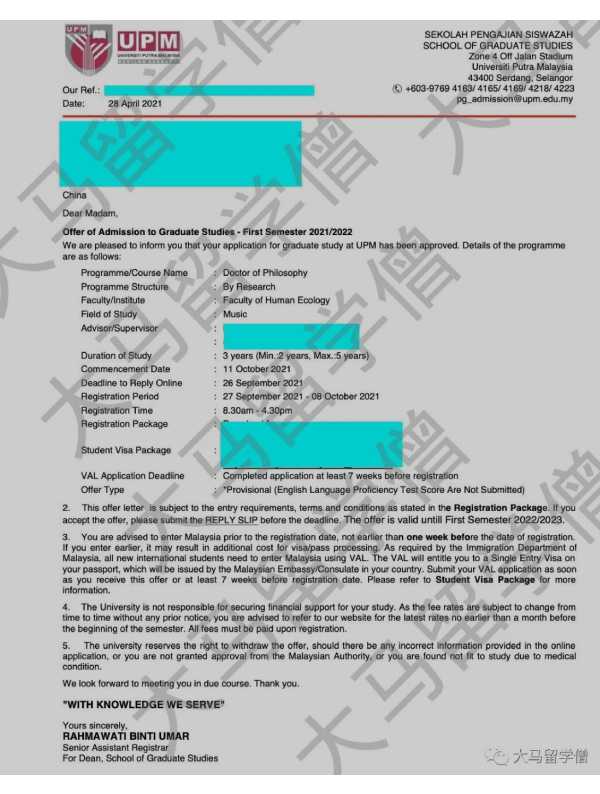 UPM
UNIVERSITI PUTRA MALAYSIA
BERILMU BERBAKTI
SEKOLAH PENGAJIAN SISWAZAH
SCHOOL OF GRADUATE STUDIES
Zone 4 Off Jalan Stadium
Universiti Putra Malaysia
43400 Serdang, Selangor
+603-9769 4163/ 4165/ 4169/ 4218/ 4223
pg_admission@upm.edu.my
Our Ref.:
Date: 28 April 2021
China
Dear Madam,
Offer of Admission to Graduate Studies - First Semester 2021/2022
We are pleased to inform you that your application for graduate study at UPM has been approved. Details of the programme
are as follows:
Programme/Course Name : Doctor of Philosophy
Programme Structure : By Research
Faculty/Institute : Faculty of Human Ecology
Field of Study : Music
Advisor/Supervisor :
:
Duration of Study : 3 years (Min.:2 years, Max.:5 years)
Commencement Date : 11 October 2021
Deadline to Reply Online : 26 September 2021
Registration Period : 27 September 2021 - 08 October 2021
Registration Time : 8.30am - 4.30pm
Registration Package :
Student Visa Package :
VAL Application Deadline : Completed application at least 7 weeks before registration
Offer Type : *Provisional (English Language Proficiency Test Score Are Not Submitted)
2. This offer letter is subject to the entry requirements, terms and conditions as stated in the Registration Package. If you
accept the offer, please submit the REPLY SLIP before the deadline. The offer is valid untill First Semester 2022/2023.
3. You are advised to enter Malaysia prior to the registration date, not earlier than one week before the date of registration.
If you enter earlier, it may result in additional cost for visa/pass processing. As required by the Immigration Department of
Malaysia, all new international students need to enter Malaysia using VAL. The VAL will entitle you to a Single Entry Visa on
your passport, which will be issued by the Malaysian Embassy/Consulate in your country. Submit your VAL application as soon
as you receive this offer or at least 7 weeks before registration date. Please refer to Student Visa Package for more
information.
4. The University is not responsible for securing financial support for your study. As the fee rates are subject to change from
time to time without any prior notice, you are advised to refer to our website for the latest rates no earlier than a month before
the beginning of the semester. All fees must be paid upon registration.
5. The university reserves the right to withdraw the offer, should there be any incorrect information provided in the online
application, or you are not granted approval from the Malaysian Authority, or you are found not fit to study due to medical
condition.
We look forward to meeting you in due course. Thank you.
"WITH KNOWLEDGE WE SERVE"
Yours sincerely,
RAHMAWATI BINTI UMAR
Senior Assistant Registrar
For Dean, School of Graduate Studies
大马留学僧
大马留学僧
大马留学僧
大马留学僧
大马留学僧